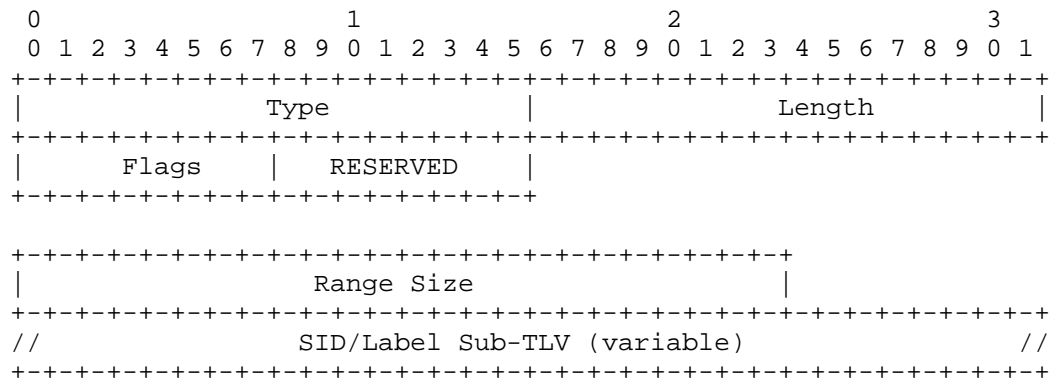 0                   1                   2                   3
 0 1 2 3 4 5 6 7 8 9 0 1 2 3 4 5 6 7 8 9 0 1 2 3 4 5 6 7 8 9 0 1
+-+-+-+-+-+-+-+-+-+-+-+-+-+-+-+-+-+-+-+-+-+-+-+-+-+-+-+-+-+-+-+-+
|               Type            |               Length          |
+-+-+-+-+-+-+-+-+-+-+-+-+-+-+-+-+-+-+-+-+-+-+-+-+-+-+-+-+-+-+-+-+
|      Flags    |   RESERVED    |
+-+-+-+-+-+-+-+-+-+-+-+-+-+-+-+-+

+-+-+-+-+-+-+-+-+-+-+-+-+-+-+-+-+-+-+-+-+-+-+-+-+
|                  Range Size                   |
+-+-+-+-+-+-+-+-+-+-+-+-+-+-+-+-+-+-+-+-+-+-+-+-+-+-+-+-+-+-+-+-+
//                SID/Label Sub-TLV (variable)                 //
+-+-+-+-+-+-+-+-+-+-+-+-+-+-+-+-+-+-+-+-+-+-+-+-+-+-+-+-+-+-+-+-+